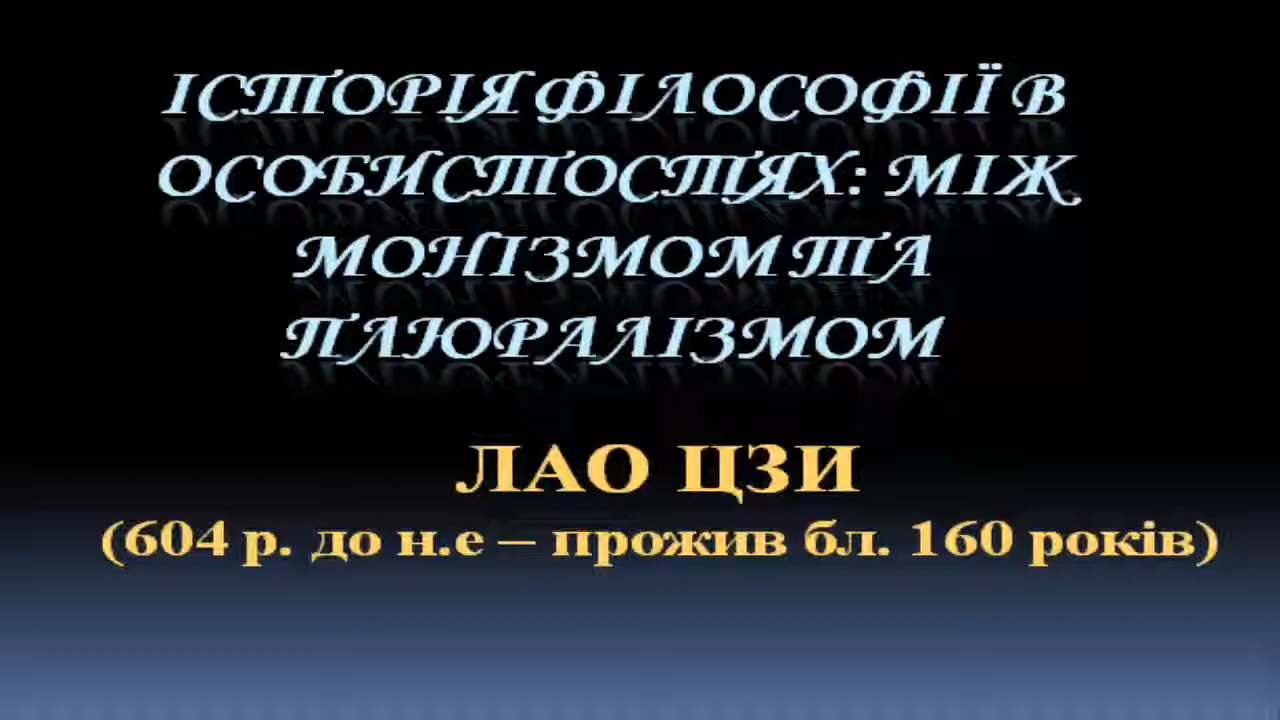 ІСТОРІЯ ФІЛОСОФІЇ В
ОСОБИСТОСТЯХ: МІЖ
МОНІЗМОМ ТА
ПЛЮРАЛІЗМОМ
ЛАО ЦЗИ
(604 р. до н.е – прожив бл. 160 років)